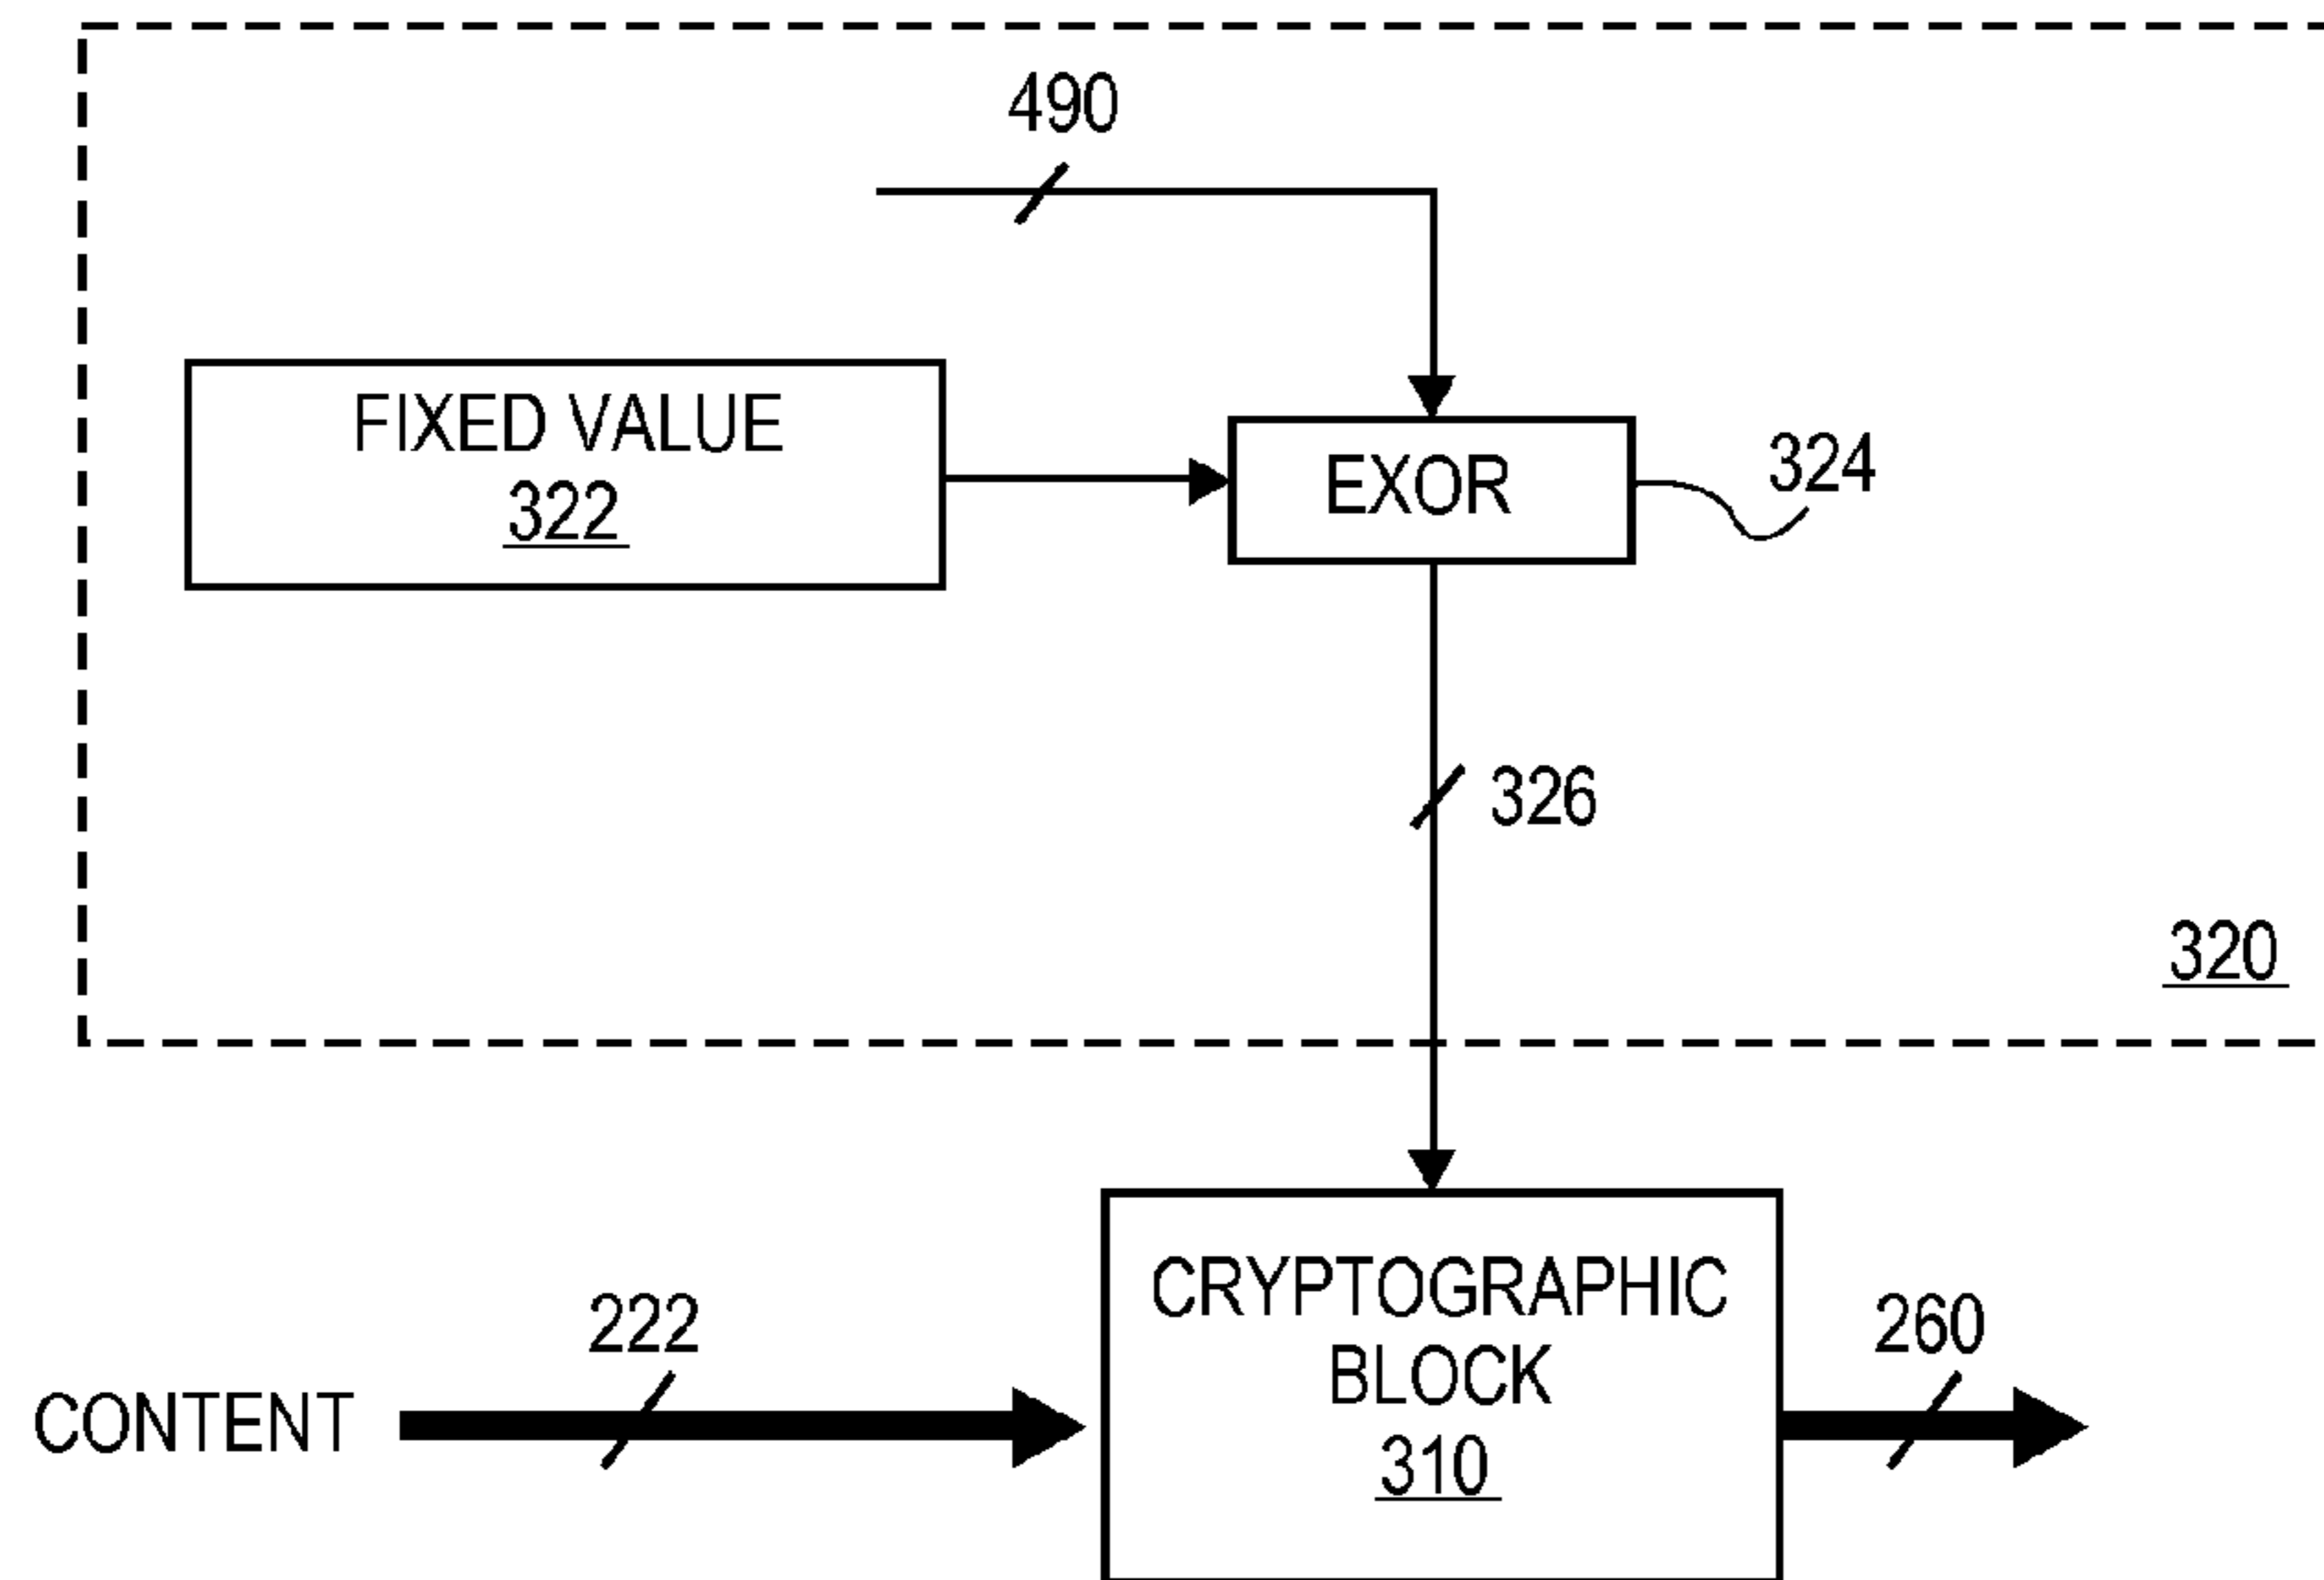 490
FIXED VALUE
322
EXOR
324
326
320
CRYPTOGRAPHIC
BLOCK
310
222
260
CONTENT